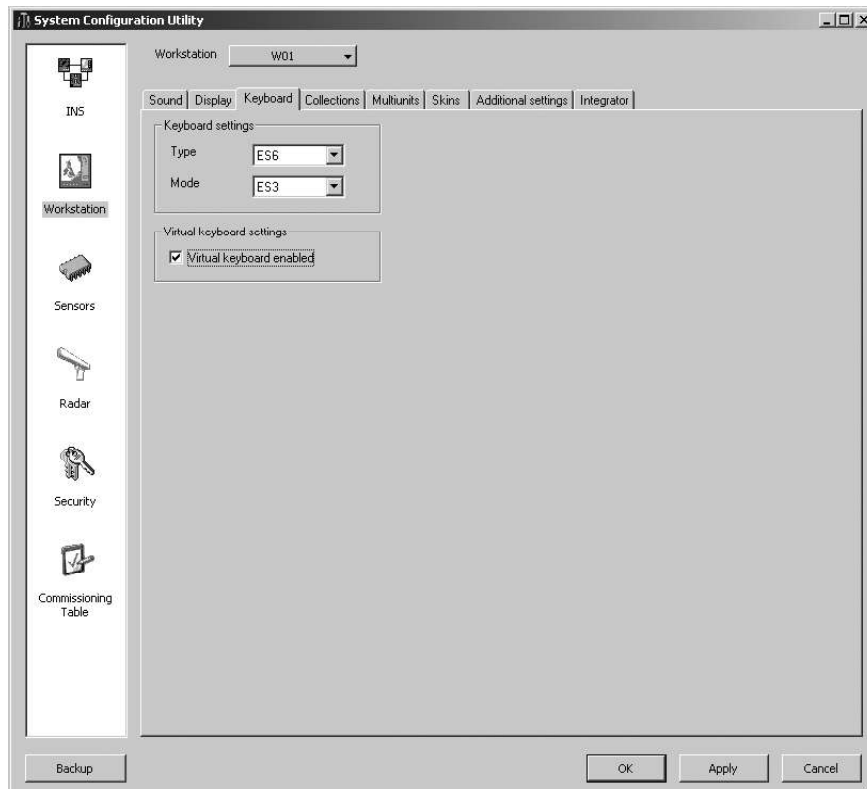 System Configuration Utility
INS
Workstation
Sensors
Radar
Security
Commissioning
Table
Workstation W01
Sound Display Keyboard Collections Multiunits Skins Additional settings Integrator
Keyboard settings
Type ES6
Mode ES3
Virtual keyboard settings
Virtual keyboard enabled
Backup OK Apply Cancel